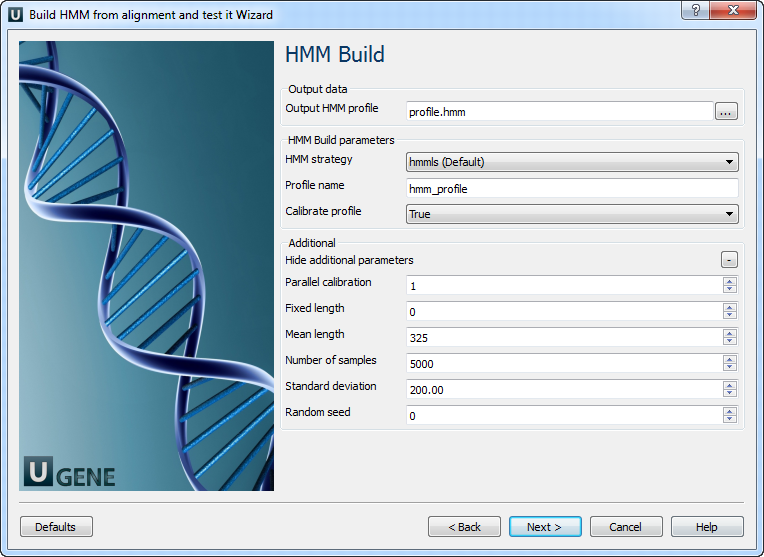 U Build HMM from alignment and test it Wizard ?
HMM Build
Output data
Output HMM profile profile.hmm ...
HMM Build parameters
HMM strategy hmmls (Default)
Profile name hmm_profile
Calibrate profile True
Additional
Hide additional parameters -
Parallel calibration 1
Fixed length 0
Mean length 325
Number of samples 5000
Standard deviation 200.00
Random seed 0
U GENE
Defaults < Back Next > Cancel Help